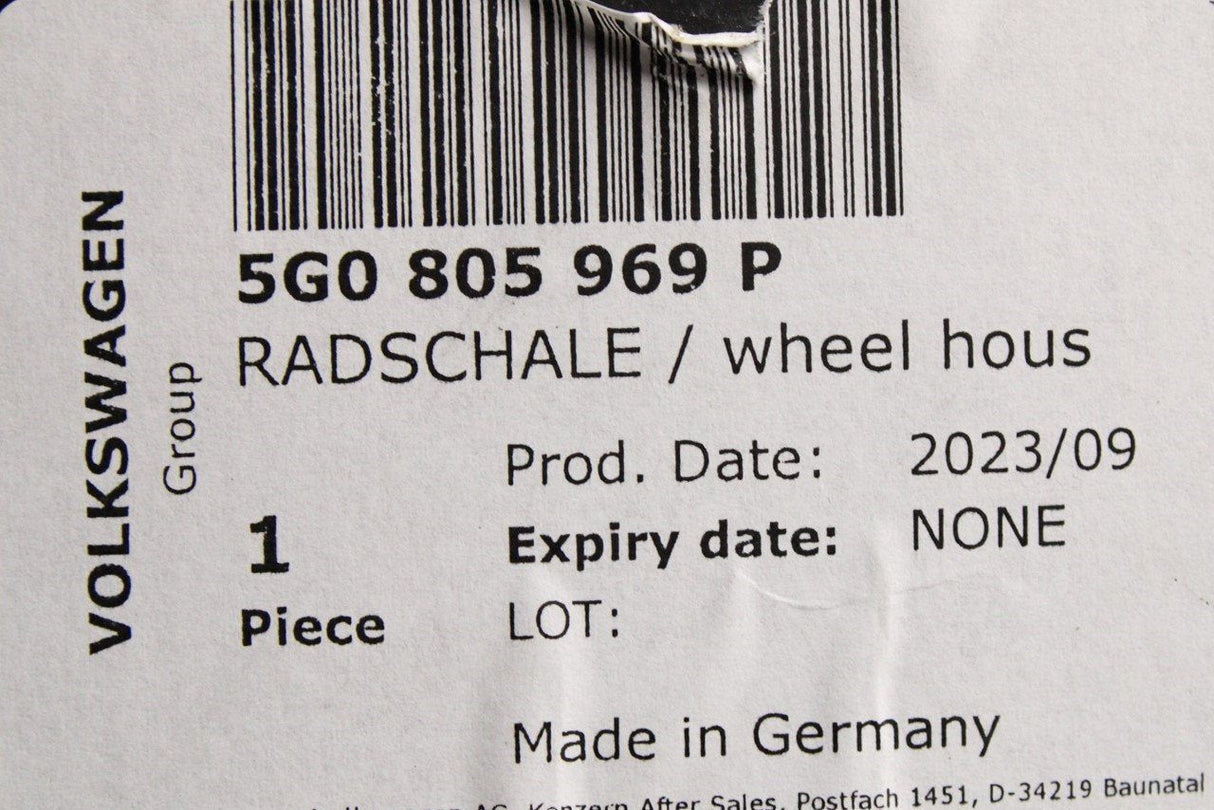 VOLKSWAGEN
Group
5G0 805 969 P
RADSCHALE / wheel hous
Prod. Date: 2023/09
1 Expiry date: NONE
Piece LOT:
Made in Germany
AG, Konzern After Sales, Postfach 1451, D-34219 Baunatal